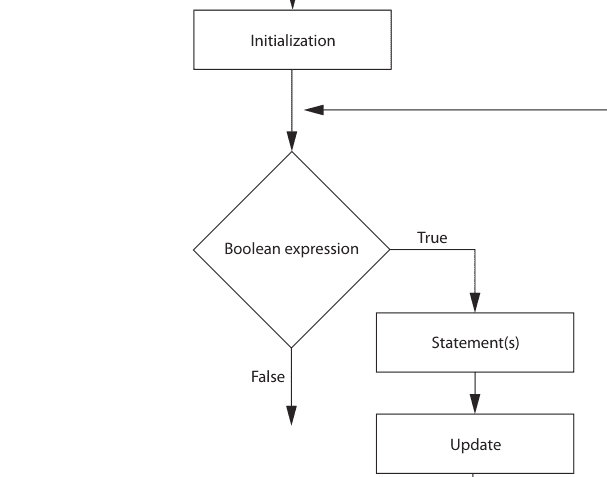 Initialization
Boolean expression
True
Statement(s)
False
Update